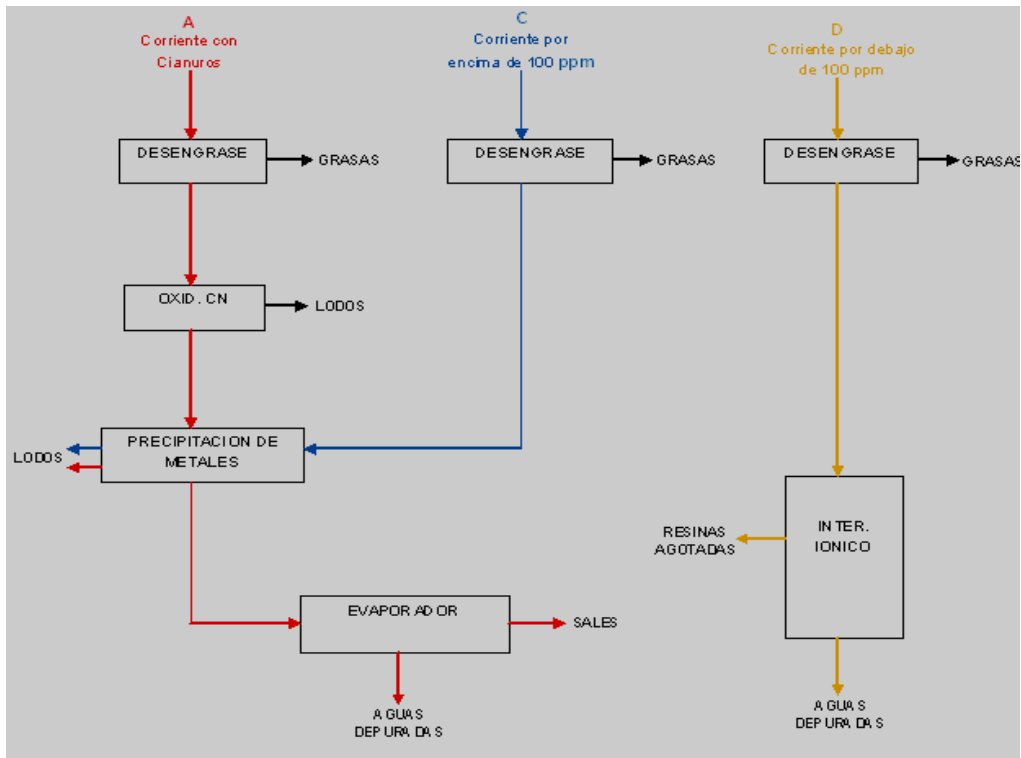 A
Corriente con
Cianuros
C
Corriente por
encima de 100 ppm
D
Corriente por debajo
de 100 ppm
DESENGRASE
GRASAS
DESENGRASE
GRASAS
DESENGRASE
GRASAS
OXID. CN
LODOS
PRECIPITACION DE
METALES
LODOS
INTER.
IONICO
RESINAS
AGOTADAS
EVAPORADOR
SALES
AGUAS
DEPURADAS
AGUAS
DEPURADAS